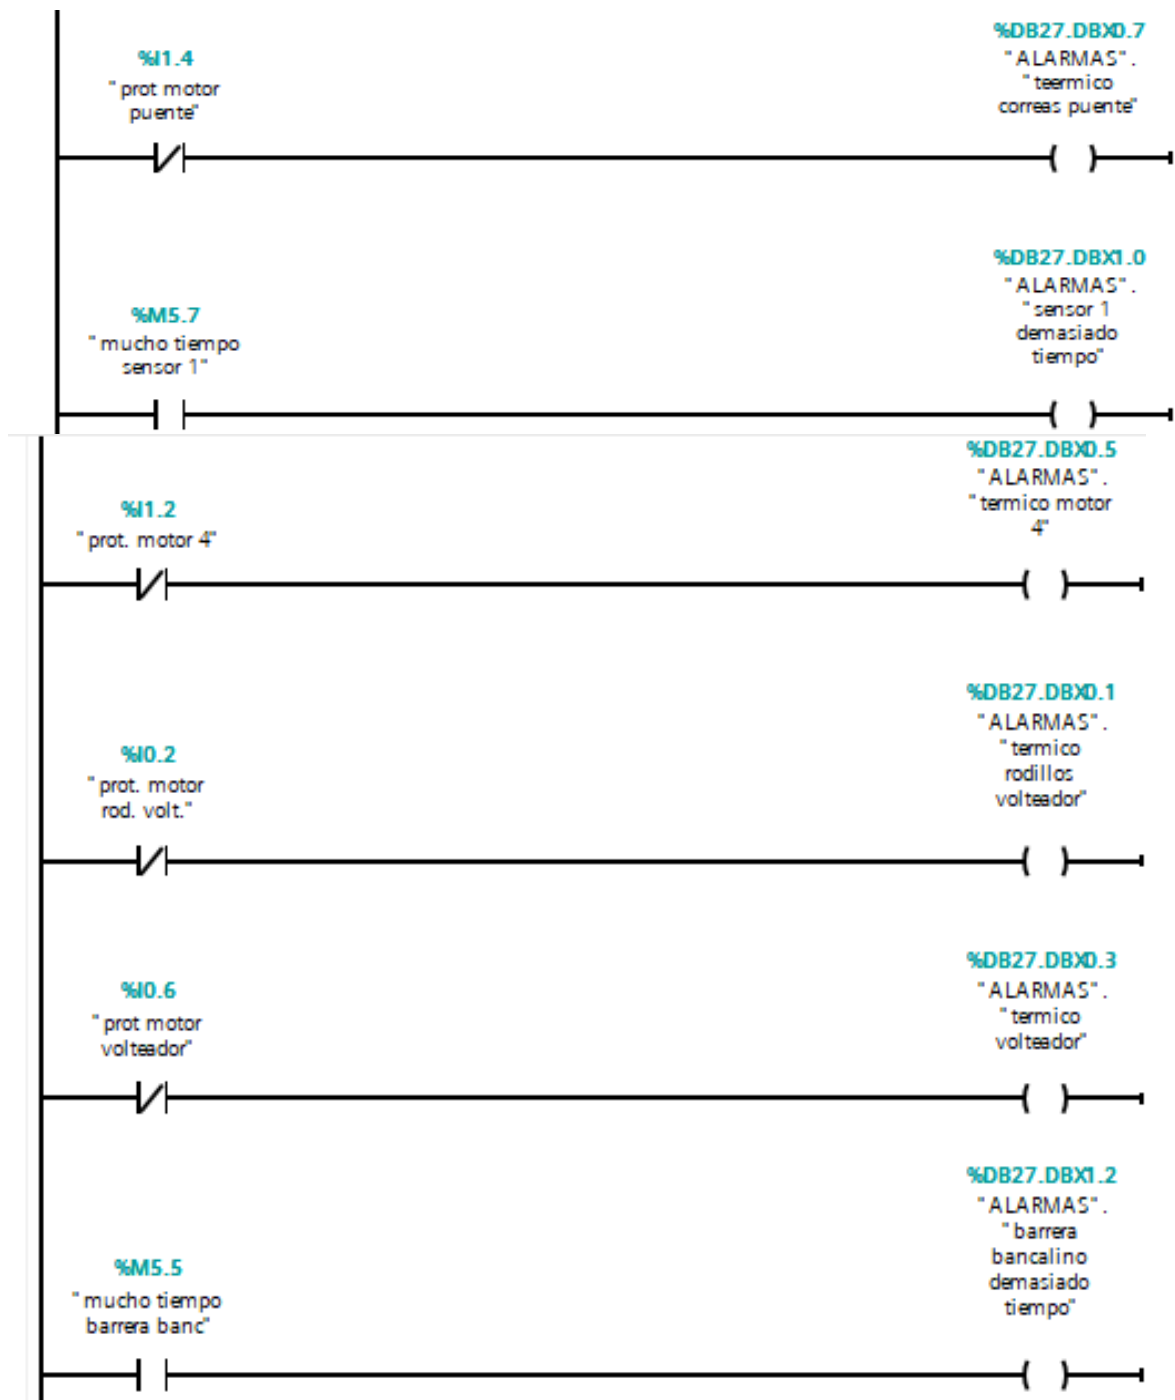 %DB27.DBX0.7
"ALARMAS".
"teermico
correas puente"
%I1.4
"prot motor
puente"
%DB27.DBX1.0
"ALARMAS".
"sensor 1
demasiado
tiempo"
%M5.7
"mucho tiempo
sensor 1"
%DB27.DBX0.5
"ALARMAS".
"termico motor
4"
%I1.2
"prot. motor 4"
%DB27.DBX0.1
"ALARMAS".
"termico
rodillos
volteador"
%I0.2
"prot. motor
rod. volt."
%DB27.DBX0.3
"ALARMAS".
"termico
volteador"
%I0.6
"prot motor
volteador"
%DB27.DBX1.2
"ALARMAS".
"barrera
bancalino
demasiado
tiempo"
%M5.5
"mucho tiempo
barrera banc"